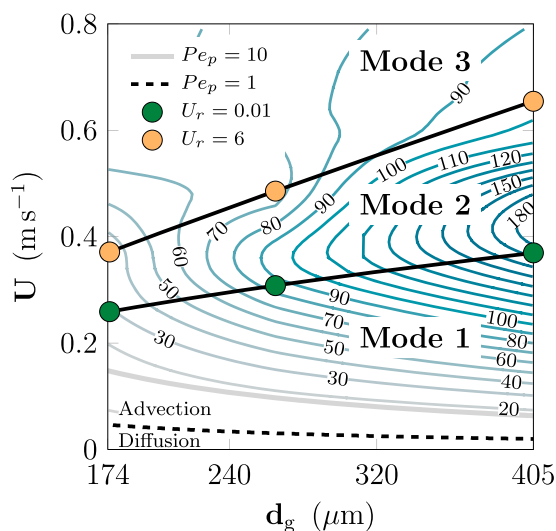 0.8
Pe_p = 10
Pe_p = 1
U_r = 0.01
U_r = 6
Mode 3
90
0.6
100
110
120
150
180
90
Mode 2
80
70
60
50
0.4
U (m s⁻¹)
90
70
50
30
Mode 1
100
80
60
40
30
20
0.2
Advection
Diffusion
0
174
240
320
405
d_g (μm)